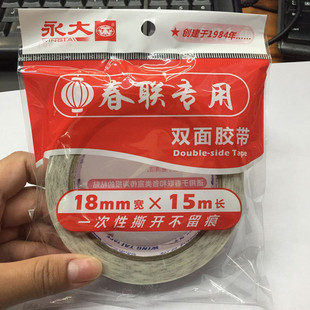 永大
WINGTAI
★创建于1984年……
春联专用
双面胶带
Double-side Tape
18mm宽×15m长
一次性撕开不留痕